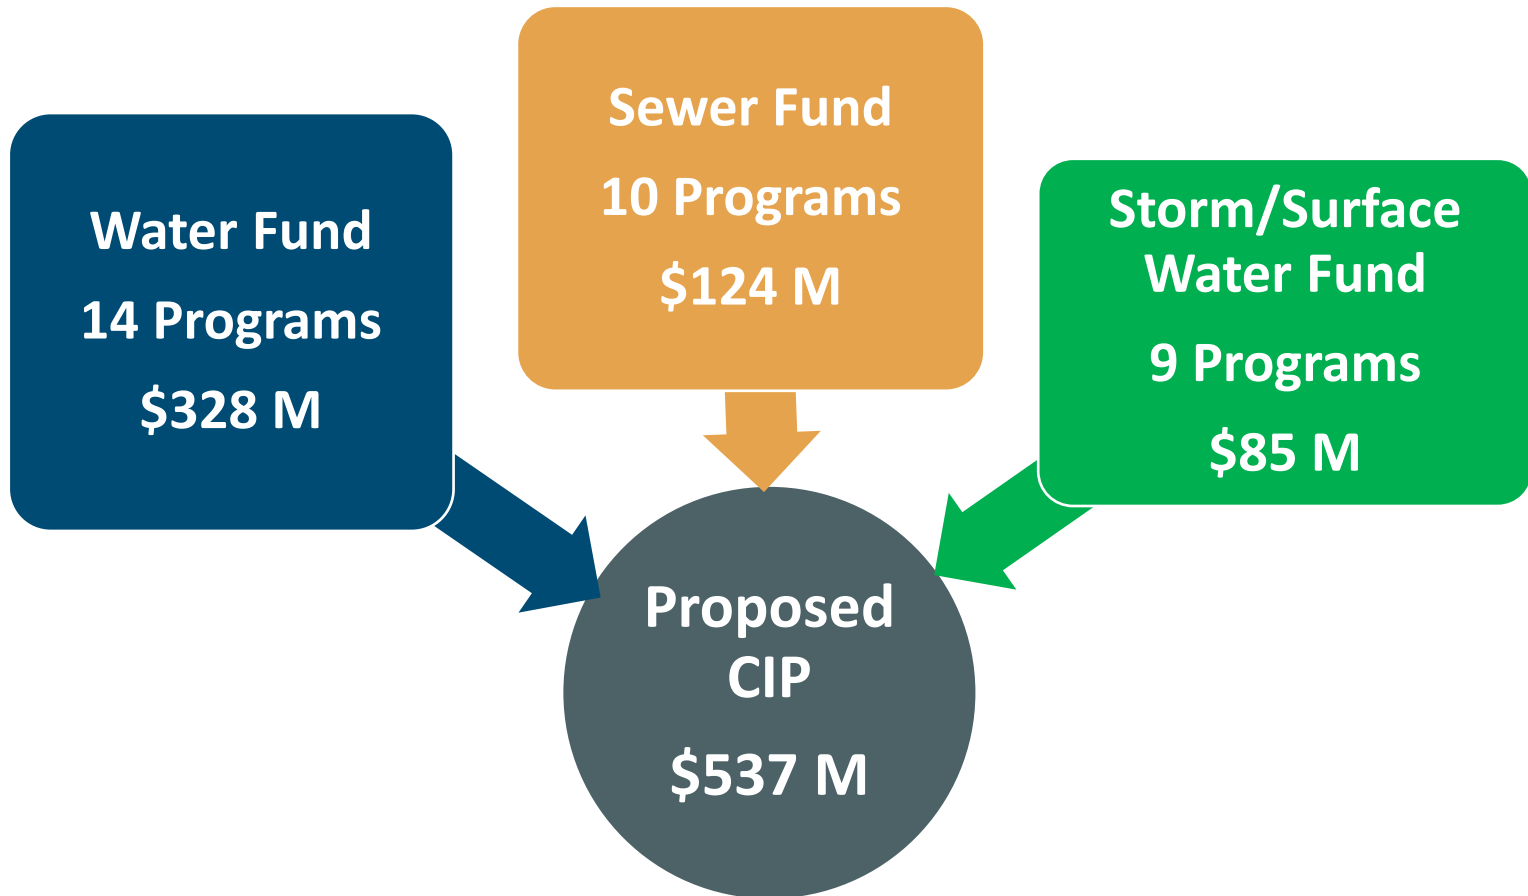 Water Fund
14 Programs
$328 M
Sewer Fund
10 Programs
$124 M
Storm/Surface
Water Fund
9 Programs
$85 M
Proposed
CIP
$537 M